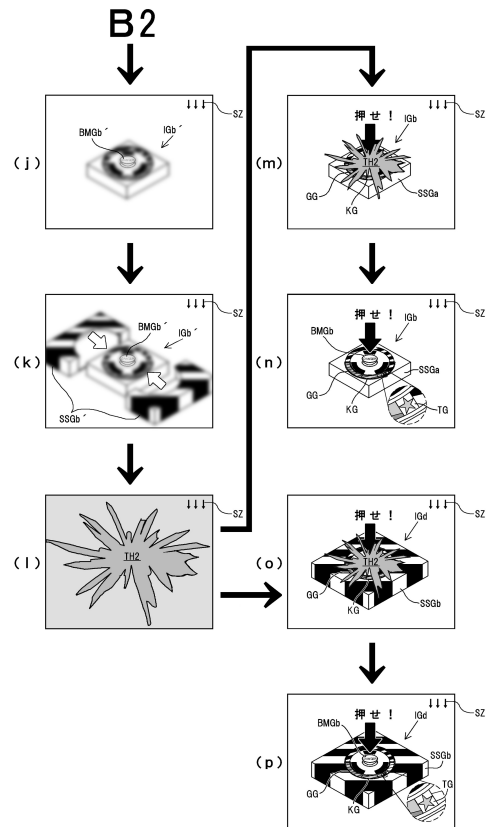 B2
(j)
BMGb´
IGb´
SZ
(k)
BMGb´
IGb´
SSGb´
SZ
(l)
TH2
SZ
(m)
押せ!
IGb
TH2
GG
KG
SSGa
SZ
(n)
押せ!
BMGb
IGb
SSGa
GG
KG
TG
SZ
(o)
押せ!
IGd
TH2
GG
KG
SSGb
SZ
(p)
押せ!
BMGb
IGd
SSGb
GG
KG
TG
SZ